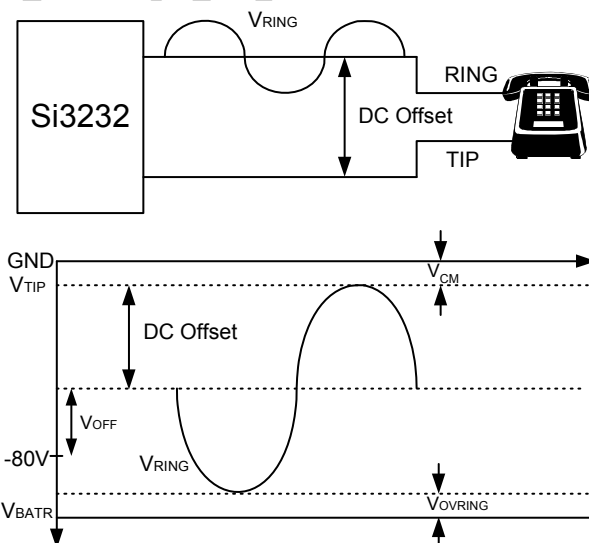 VRING
Si3232
RING
DC Offset
TIP
GND
VCM
VTIP
DC Offset
VOFF
-80V
VRING
VOVRING
VBATR